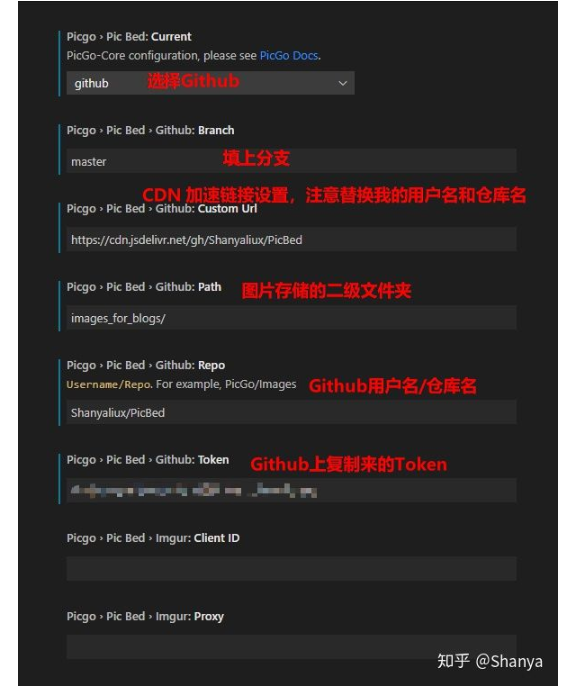 Picgo › Pic Bed: Current
PicGo-Core configuration, please see PicGo Docs.
github 选择Github
Picgo › Pic Bed › Github: Branch
master 填上分支
CDN 加速链接设置，注意替换我的用户名和仓库名
Picgo › Pic Bed › Github: Custom Url
https://cdn.jsdelivr.net/gh/Shanyaliux/PicBed
Picgo › Pic Bed › Github: Path 图片存储的二级文件夹
images_for_blogs/
Picgo › Pic Bed › Github: Repo
Username/Repo. For example, PicGo/Images Github用户名/仓库名
Shanyaliux/PicBed
Picgo › Pic Bed › Github: Token Github上复制来的Token
Picgo › Pic Bed › Imgur: Client ID
Picgo › Pic Bed › Imgur: Proxy
知乎 @Shanya